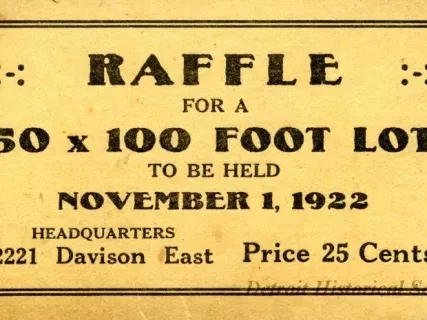 :-: RAFFLE :-:
FOR A
50 x 100 FOOT LOT
TO BE HELD
NOVEMBER 1, 1922
HEADQUARTERS
2221 Davison East Price 25 Cents
Detroit Historical S